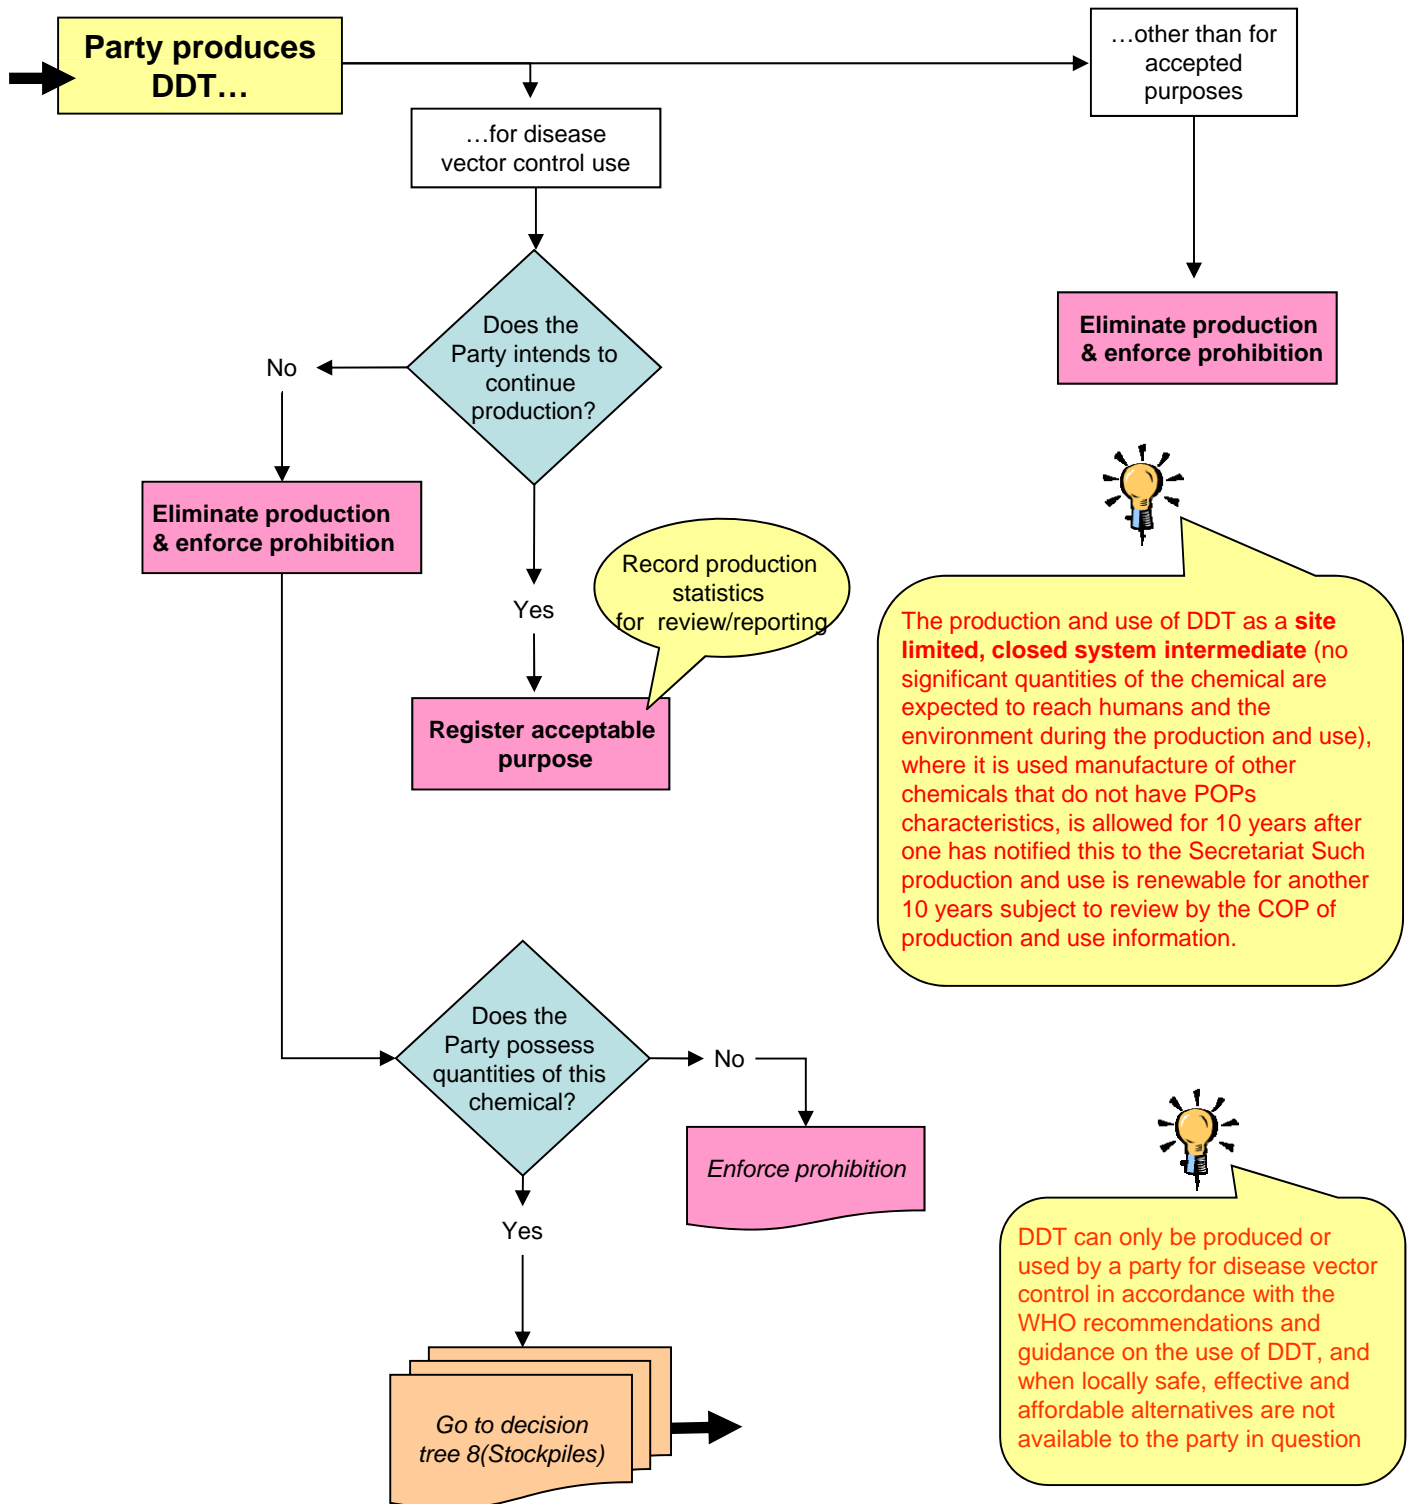 Party produces
DDT…
…other than for
accepted
purposes
…for disease
vector control use
Does the
Party intends to
continue
production?
No
Eliminate production
& enforce prohibition
Eliminate production
& enforce prohibition
Yes
Record production
statistics
for review/reporting
Register acceptable
purpose
The production and use of DDT as a site
limited, closed system intermediate (no
significant quantities of the chemical are
expected to reach humans and the
environment during the production and use),
where it is used manufacture of other
chemicals that do not have POPs
characteristics, is allowed for 10 years after
one has notified this to the Secretariat Such
production and use is renewable for another
10 years subject to review by the COP of
production and use information.
Does the
Party possess
quantities of this
chemical?
No
Enforce prohibition
Yes
Go to decision
tree 8(Stockpiles)
DDT can only be produced or
used by a party for disease vector
control in accordance with the
WHO recommendations and
guidance on the use of DDT, and
when locally safe, effective and
affordable alternatives are not
available to the party in question